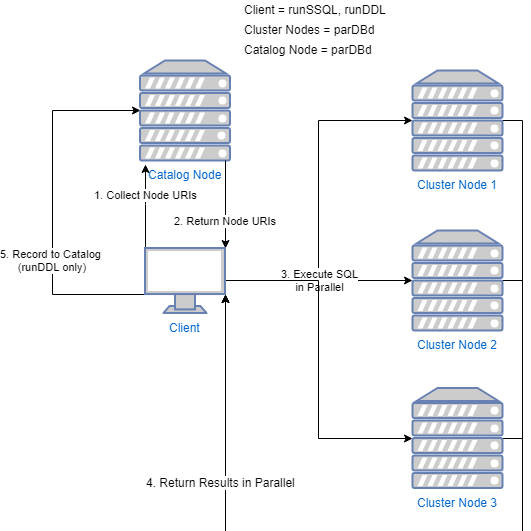 Client = runSSQL, runDDL
Cluster Nodes = parDBd
Catalog Node = parDBd
Catalog Node
Cluster Node 1
1. Collect Node URIs
2. Return Node URIs
5. Record to Catalog
(runDDL only)
3. Execute SQL
in Parallel
Client
Cluster Node 2
4. Return Results in Parallel
Cluster Node 3